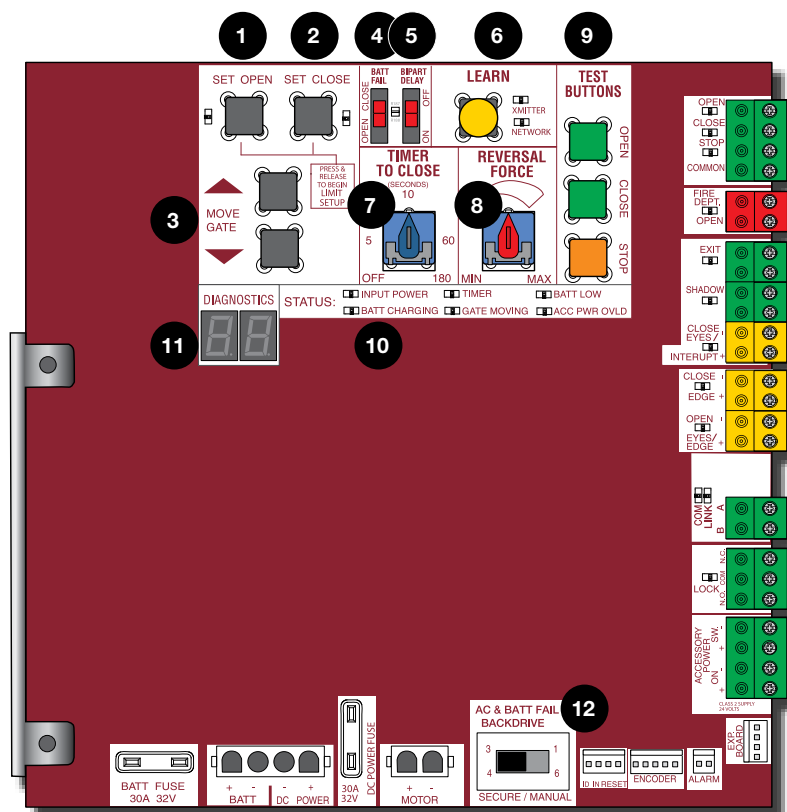 1 2 4 5 6 9
SET OPEN SET CLOSE
BATT FAIL
BIPART DELAY
OPEN CLOSE
ON OFF
LEARN
XMITTER
NETWORK
TEST BUTTONS
OPEN
CLOSE
STOP
PRESS & RELEASE TO BEGIN LIMIT SETUP
3
MOVE GATE
TIMER TO CLOSE
(SECONDS)
10
7
5 60
OFF 180
REVERSAL FORCE
8
MIN MAX
DIAGNOSTICS
11
STATUS:
INPUT POWER TIMER BATT LOW
BATT CHARGING GATE MOVING ACC PWR OVLD
10
OPEN
CLOSE
STOP
COMMON
FIRE DEPT.
OPEN
EXIT
SHADOW
CLOSE EYES/ -
INTERUPT +
CLOSE -
EDGE +
OPEN -
EYES/ EDGE +
COM LINK
A
B
LOCK
N.C.
COM
N.O.
ACCESSORY POWER
SW. -
+
ON -
+
CLASS 2 SUPPLY
24 VOLTS
EXP. BOARD
12
AC & BATT FAIL
BACKDRIVE
3 1
4 6
SECURE / MANUAL
BATT FUSE
30A 32V
+ - - +
BATT DC POWER
DC POWER FUSE
30A
32V
+ -
MOTOR
ID IN RESET
ENCODER
ALARM